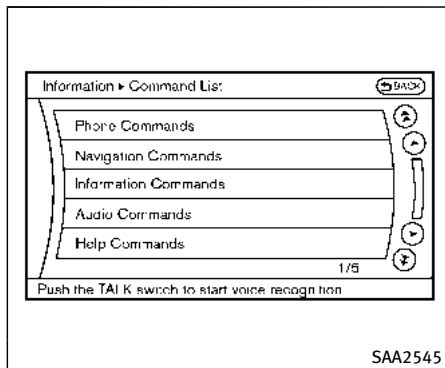 Information ▸ Command List
BACK
Phone Commands
Navigation Commands
Information Commands
Audio Commands
Help Commands
1/5
Push the TALK switch to start voice recognition
SAA2545